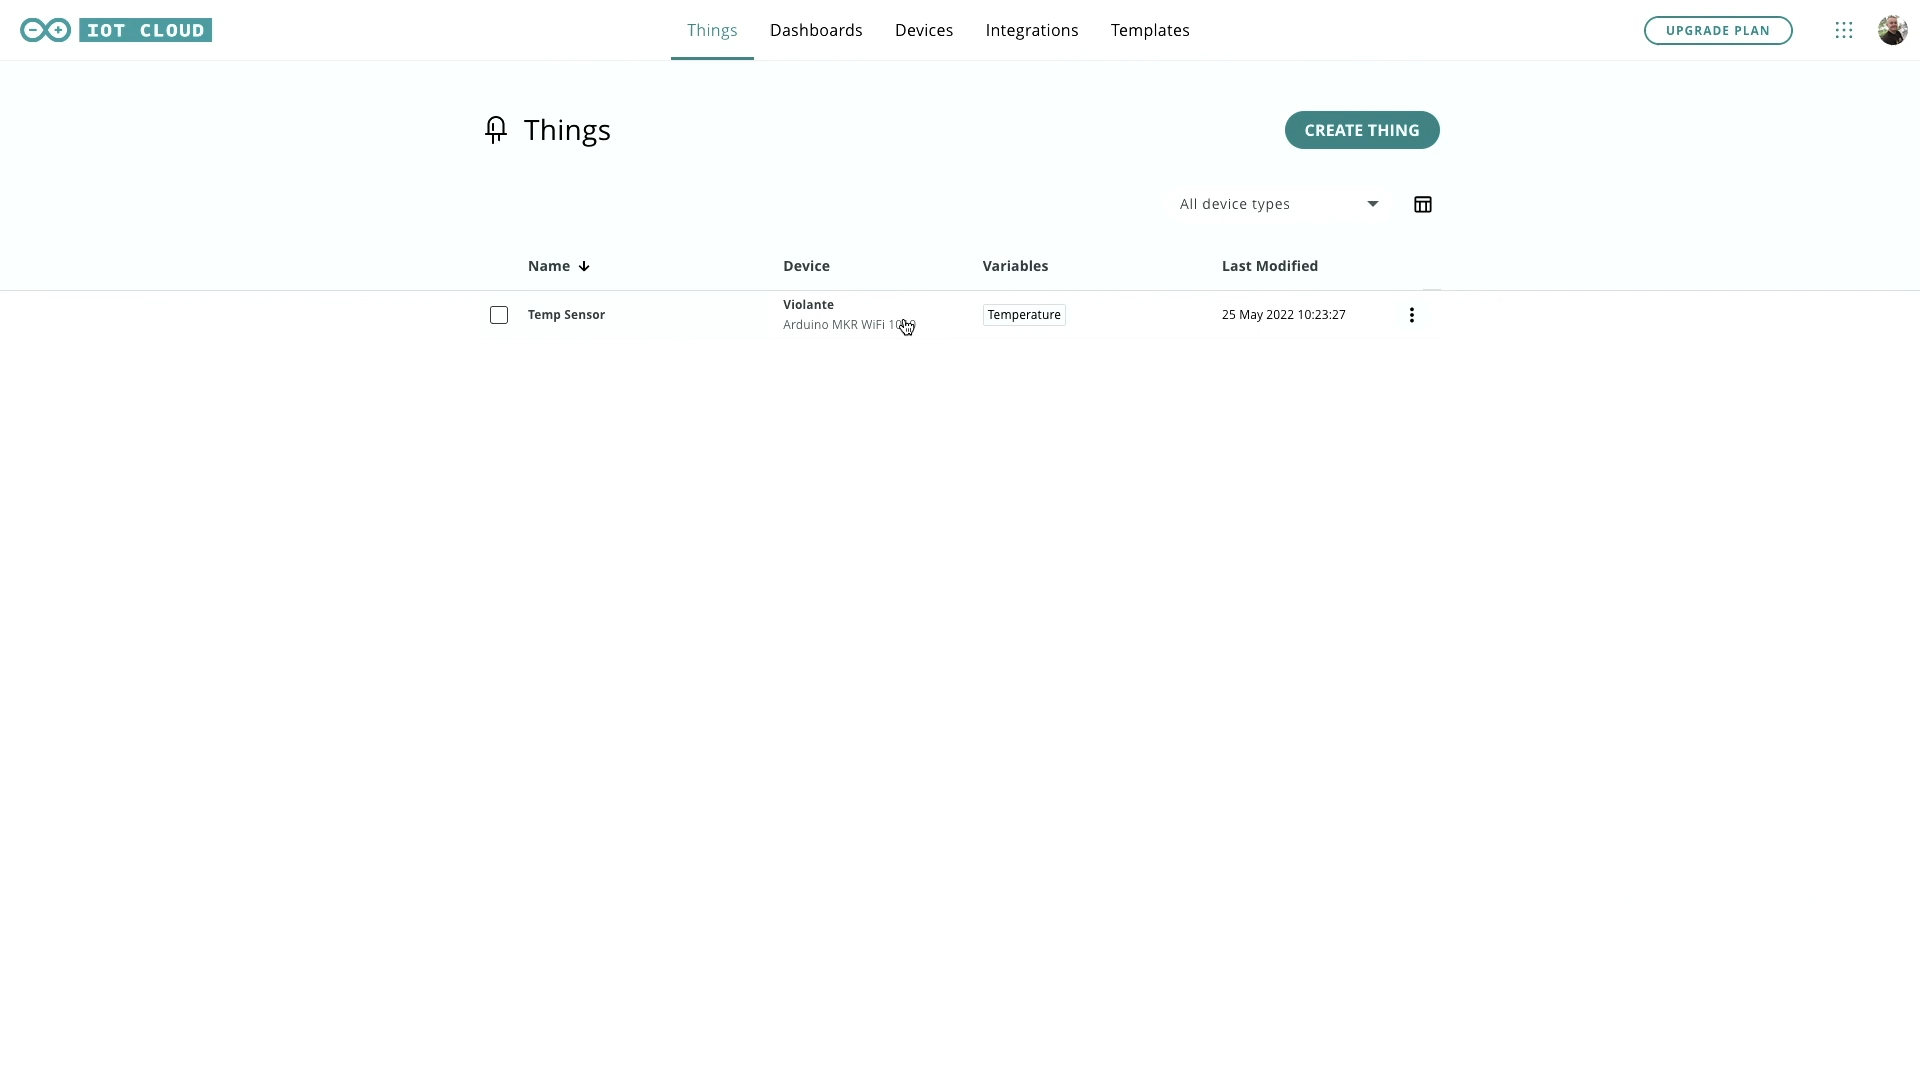 IOT CLOUD
Things Dashboards Devices Integrations Templates
UPGRADE PLAN
Things
CREATE THING
All device types
Name Device Variables Last Modified
Temp Sensor
Violante
Arduino MKR WiFi
Temperature
25 May 2022 10:23:27